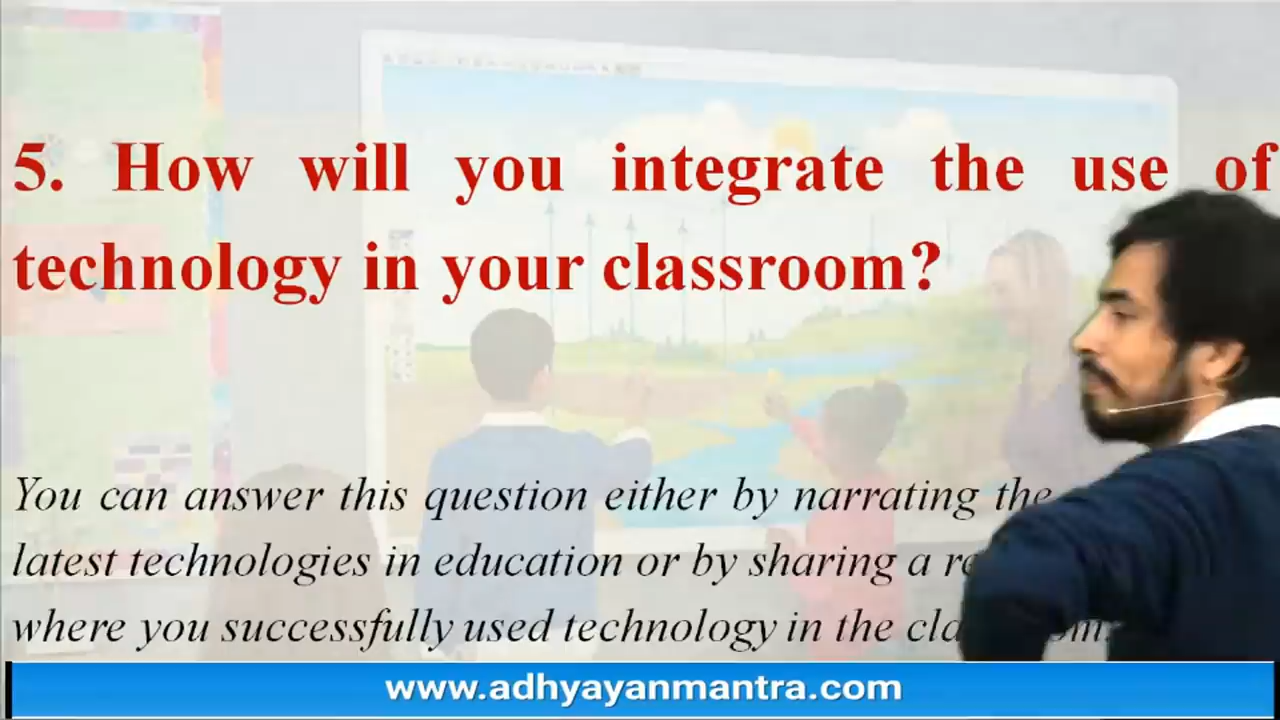 5. How will you integrate the use of
technology in your classroom?
You can answer this question either by narrating the
latest technologies in education or by sharing a
where you successfully used technology in the
www.adhyayanmantra.com